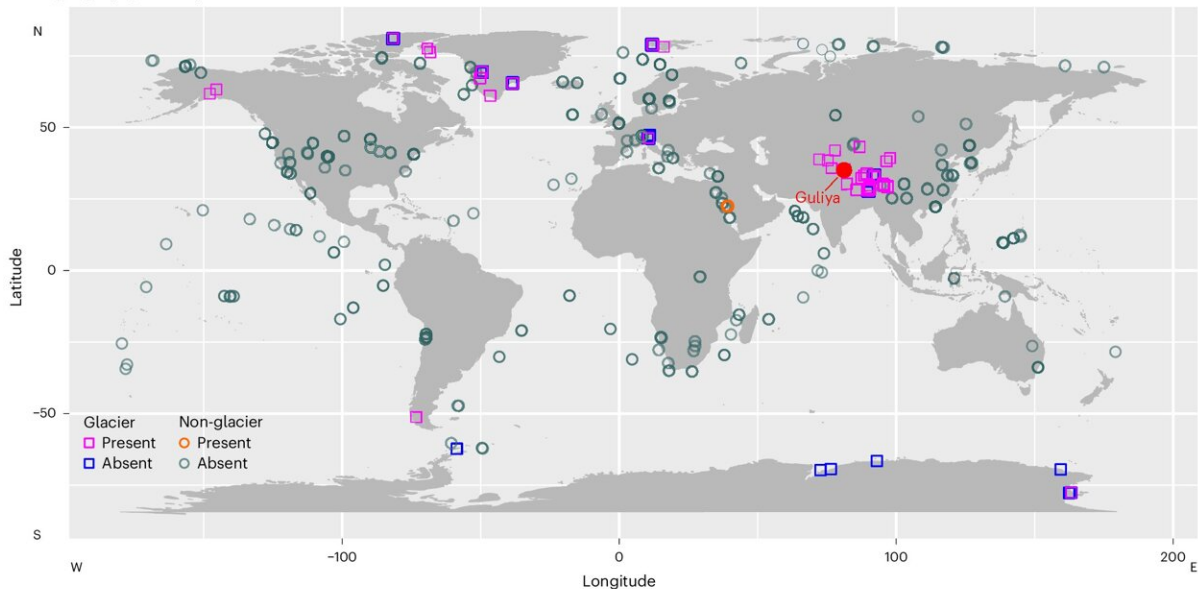 N
50
0
−50
S
Latitude
Guliya
Glacier
Present
Absent
Non-glacier
Present
Absent
−100
0
100
200
W
E
Longitude